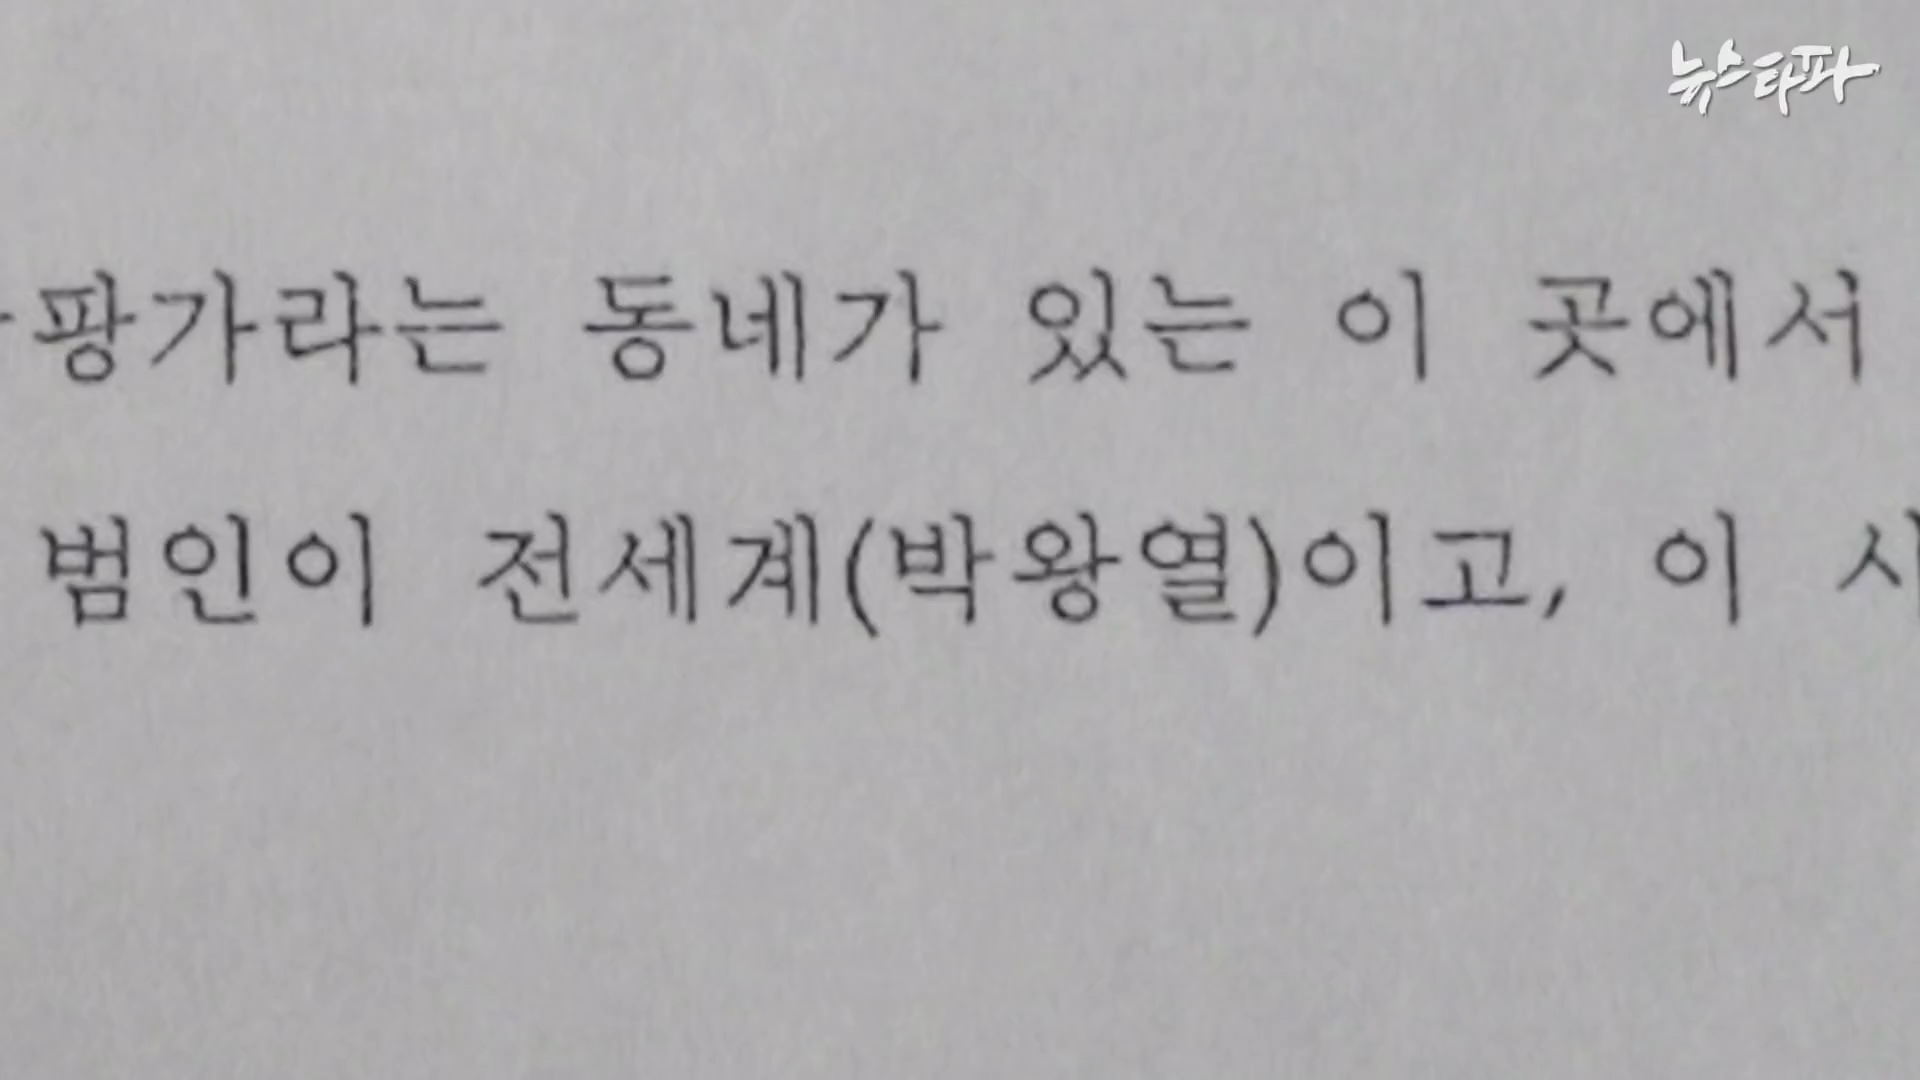 뉴스타파
팡가라는 동네가 있는 이 곳에서
범인이 전세계(박왕열)이고, 이